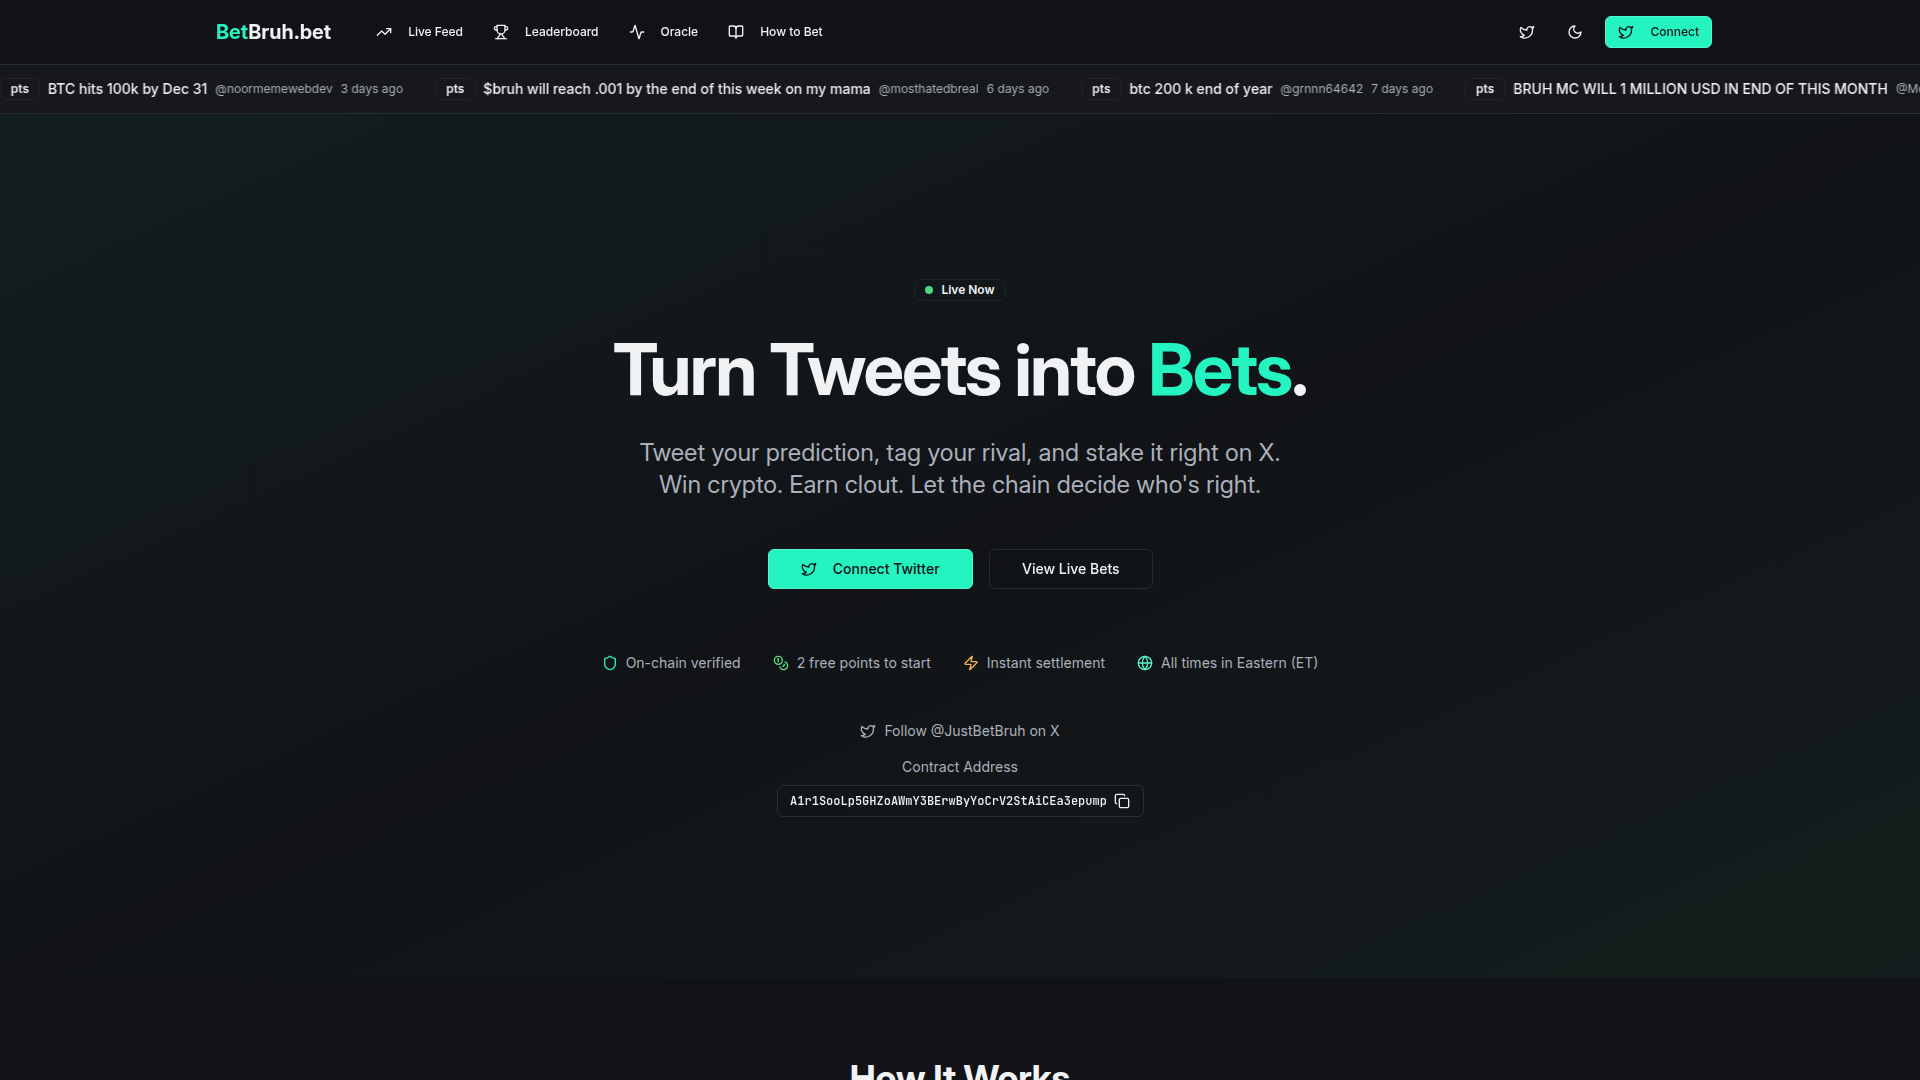 BetBruh.bet
Live Feed
Leaderboard
Oracle
How to Bet
Connect
pts BTC hits 100k by Dec 31 @noormemewebdev 3 days ago
pts $bruh will reach .001 by the end of this week on my mama @mosthatedbreal 6 days ago
pts btc 200 k end of year @grnnn64642 7 days ago
pts BRUH MC WILL 1 MILLION USD IN END OF THIS MONTH
Live Now
Turn Tweets into Bets.
Tweet your prediction, tag your rival, and stake it right on X.
Win crypto. Earn clout. Let the chain decide who's right.
Connect Twitter
View Live Bets
On-chain verified
2 free points to start
Instant settlement
All times in Eastern (ET)
Follow @JustBetBruh on X
Contract Address
A1r1SooLp5GHZoAWmY3BErwByYoCrV2StAiCEa3epump
How It Works